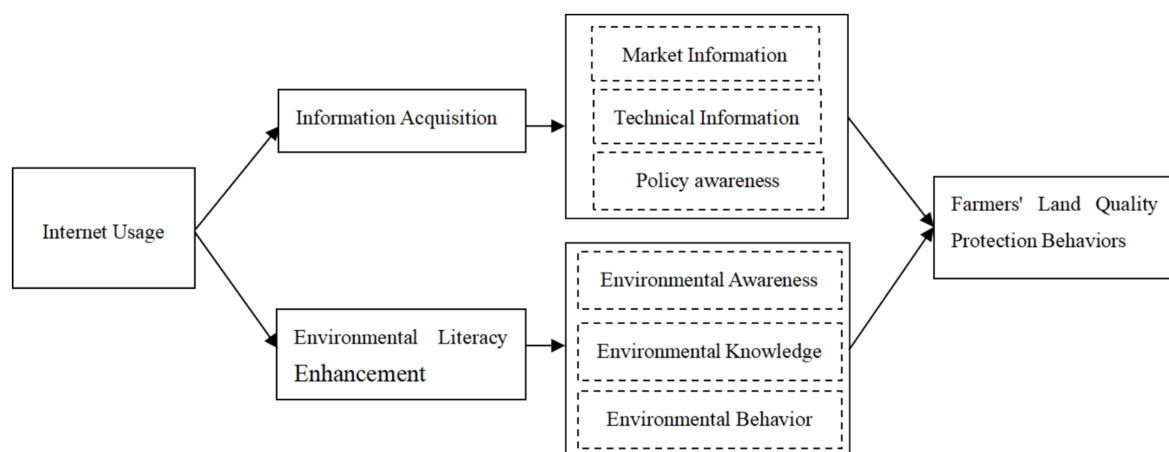 Internet Usage
Information Acquisition
Environmental Literacy
Enhancement
Market Information
Technical Information
Policy awareness
Environmental Awareness
Environmental Knowledge
Environmental Behavior
Farmers' Land Quality
Protection Behaviors